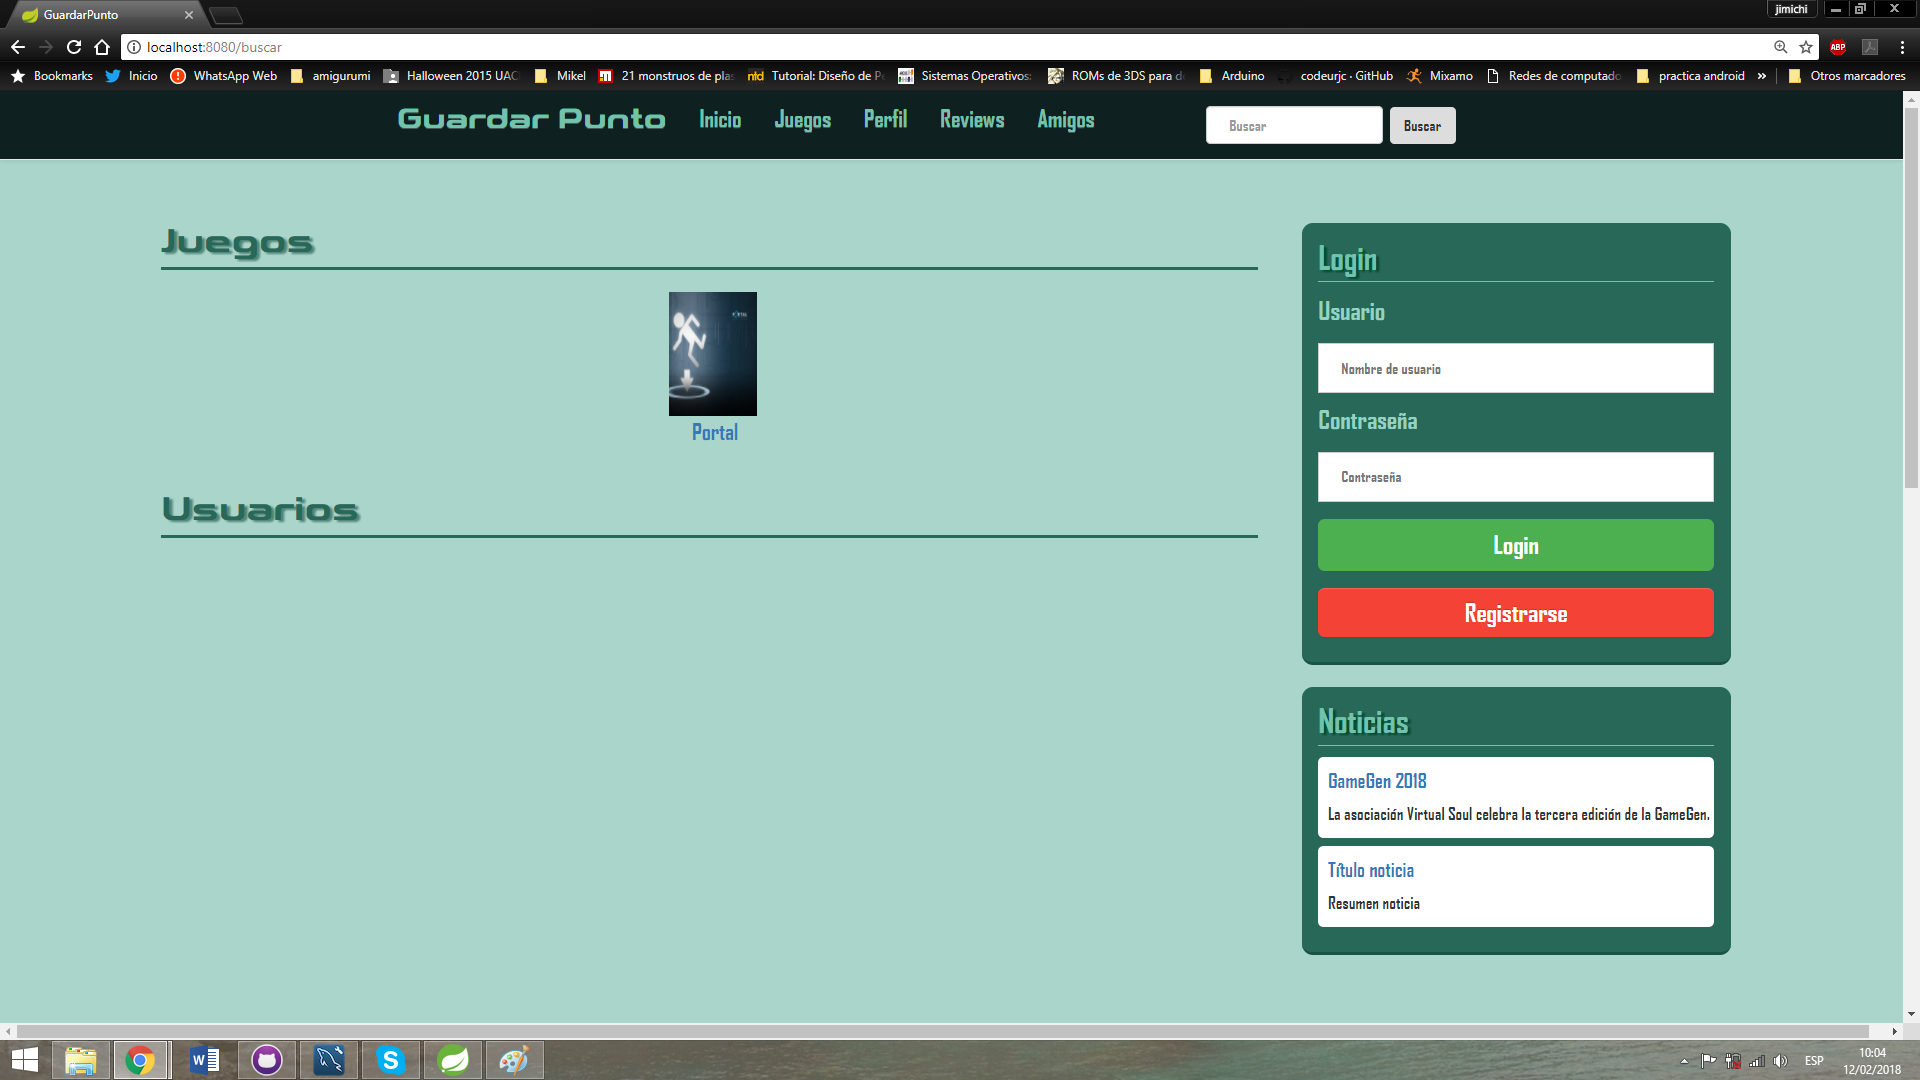 GuardarPunto
jimichi
localhost:8080/buscar
ABP
Bookmarks
Inicio
WhatsApp Web
amigurumi
Halloween 2015 UAC
Mikel
21 monstruos de pla
Tutorial: Diseño de P
Sistemas Operativos:
ROMs de 3DS para d
Arduino
codeurjc · GitHub
Mixamo
Redes de computado
practica android
»
Otros marcadores
Guardar Punto
Inicio
Juegos
Perfil
Reviews
Amigos
Buscar
Buscar
Juegos
Portal
Usuarios
Login
Usuario
Nombre de usuario
Contraseña
Contraseña
Login
Registrarse
Noticias
GameGen 2018
La asociación Virtual Soul celebra la tercera edición de la GameGen.
Título noticia
Resumen noticia
ESP
10:04
12/02/2018